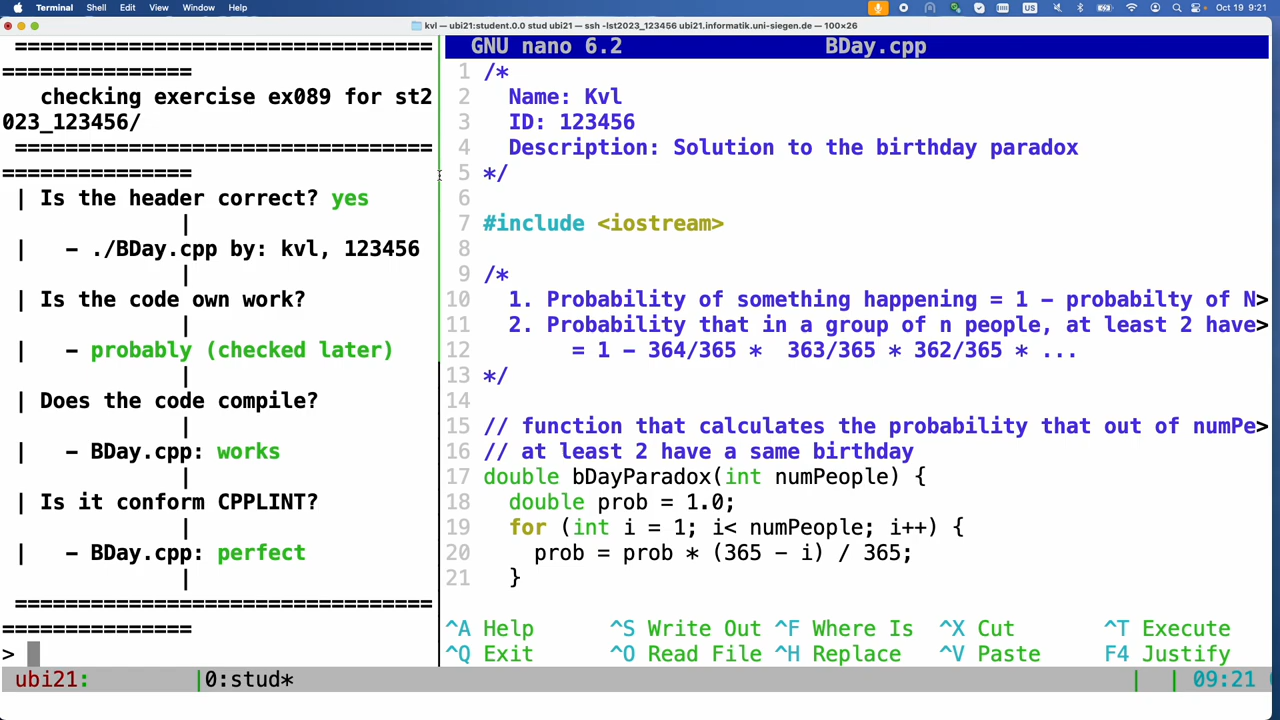 Terminal Shell Edit View Window Help US Oct 19 9:21
kvl — ubi21:student.0.0 stud ubi21 — ssh -lst2023_123456 ubi21.informatik.uni-siegen.de — 100×26
==================================
===============
checking exercise ex089 for st2
023_123456/
==================================
===============
| Is the header correct? yes
|
| - ./BDay.cpp by: kvl, 123456
|
| Is the code own work?
|
| - probably (checked later)
|
| Does the code compile?
|
| - BDay.cpp: works
|
| Is it conform CPPLINT?
|
| - BDay.cpp: perfect
|
==================================
===============
>
GNU nano 6.2 BDay.cpp
1 /*
2 Name: Kvl
3 ID: 123456
4 Description: Solution to the birthday paradox
5 */
6
7 #include <iostream>
8
9 /*
10 1. Probability of something happening = 1 - probabilty of N>
11 2. Probability that in a group of n people, at least 2 have>
12 = 1 - 364/365 * 363/365 * 362/365 * ...
13 */
14
15 // function that calculates the probability that out of numPe>
16 // at least 2 have a same birthday
17 double bDayParadox(int numPeople) {
18 double prob = 1.0;
19 for (int i = 1; i< numPeople; i++) {
20 prob = prob * (365 - i) / 365;
21 }
^A Help ^S Write Out ^F Where Is ^X Cut ^T Execute
^Q Exit ^O Read File ^H Replace ^V Paste F4 Justify
ubi21: |0:stud* | | 09:21